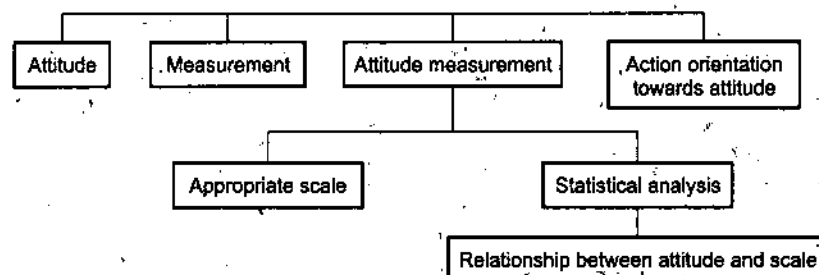 Attitude
Measurement
Attitude measurement
Action orientation
towards attitude
Appropriate scale
Statistical analysis
Relationship between attitude and scale